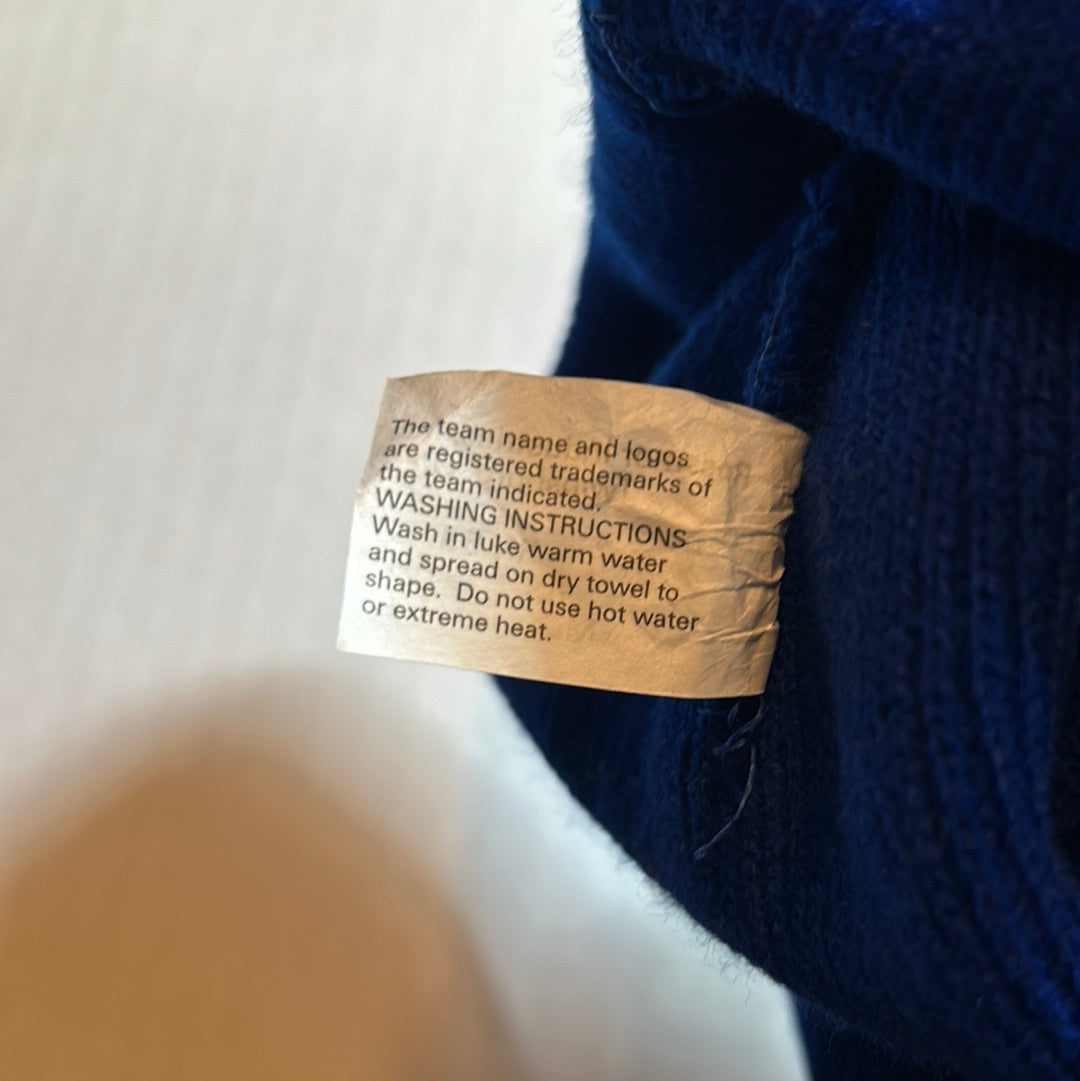 The team name and logos
are registered trademarks of
the team indicated.
WASHING INSTRUCTIONS
Wash in luke warm water
and spread on dry towel to
shape.  Do not use hot water
or extreme heat.